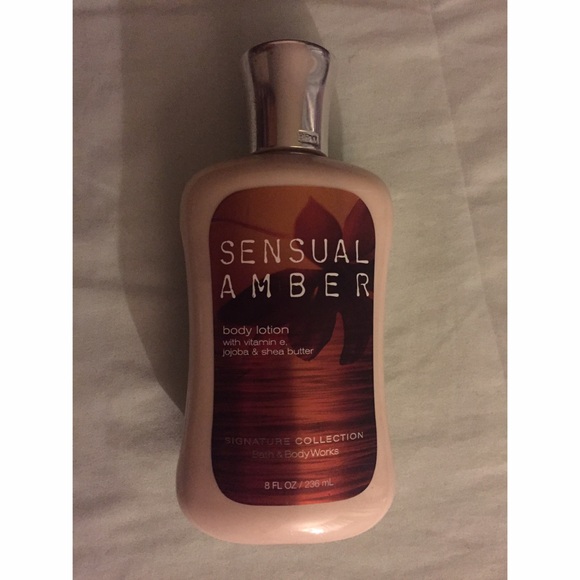 SENSUAL
AMBER
body lotion
with vitamin e,
jojoba & shea butter
SIGNATURE COLLECTION
Bath & Body Works
8 FL OZ / 236 mL